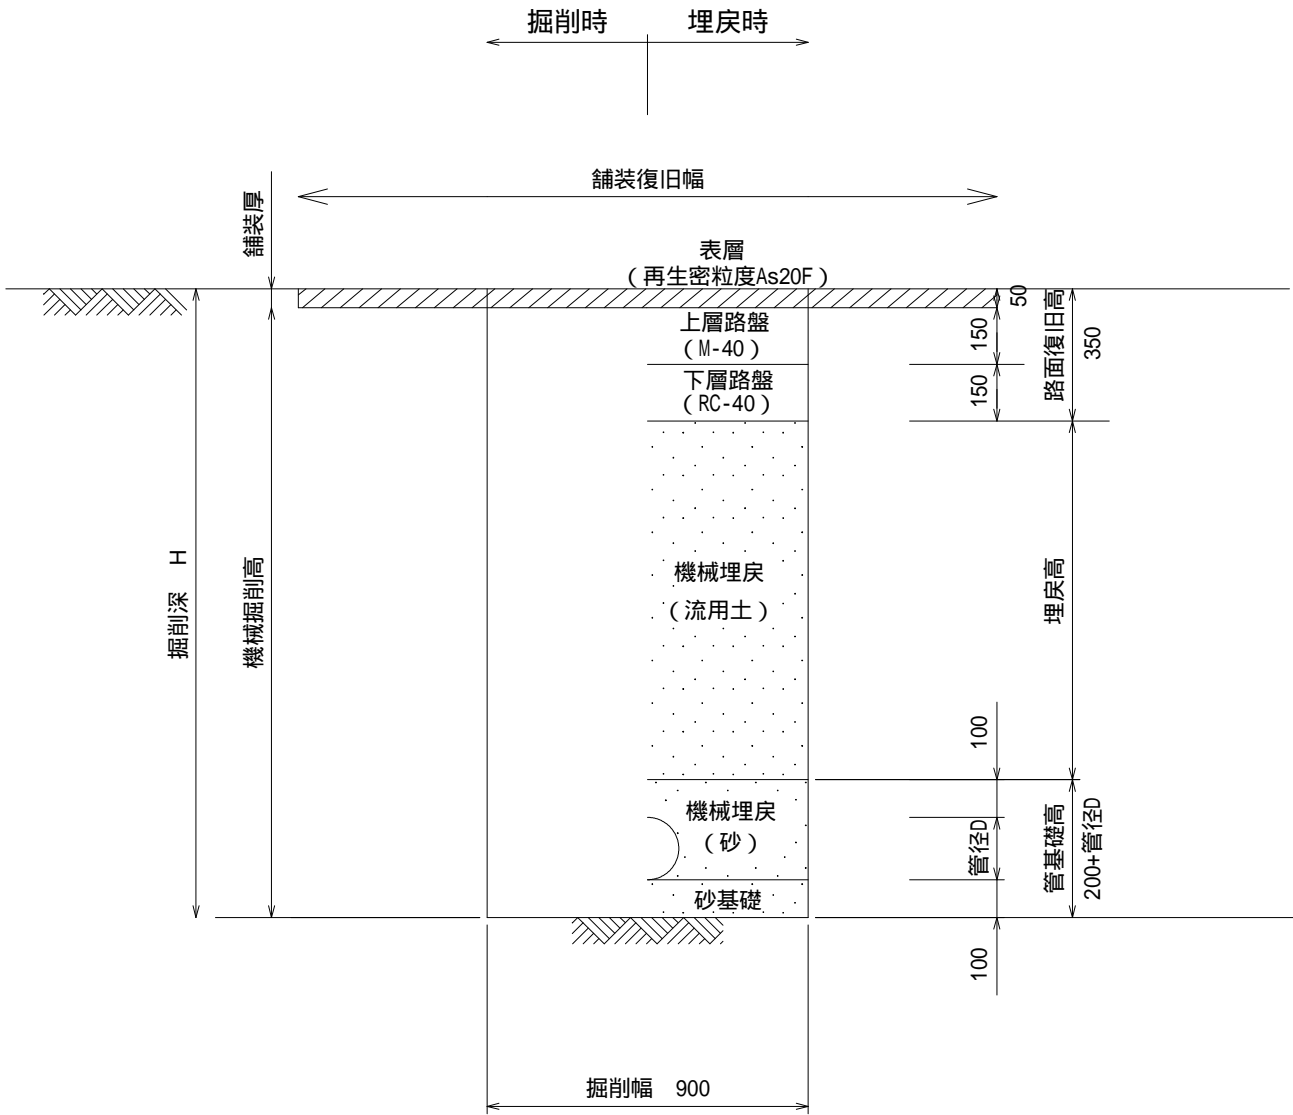 掘削時
埋戻時
舗装復旧幅
舗装厚
表層
（再生密粒度As20F）
50
上層路盤
（M-40）
150
路面復旧高
350
下層路盤
（RC-40）
150
掘削深　H
機械掘削高
機械埋戻
（流用土）
埋戻高
100
機械埋戻
（砂）
管径D
管基礎高
200+管径D
砂基礎
100
掘削幅　900